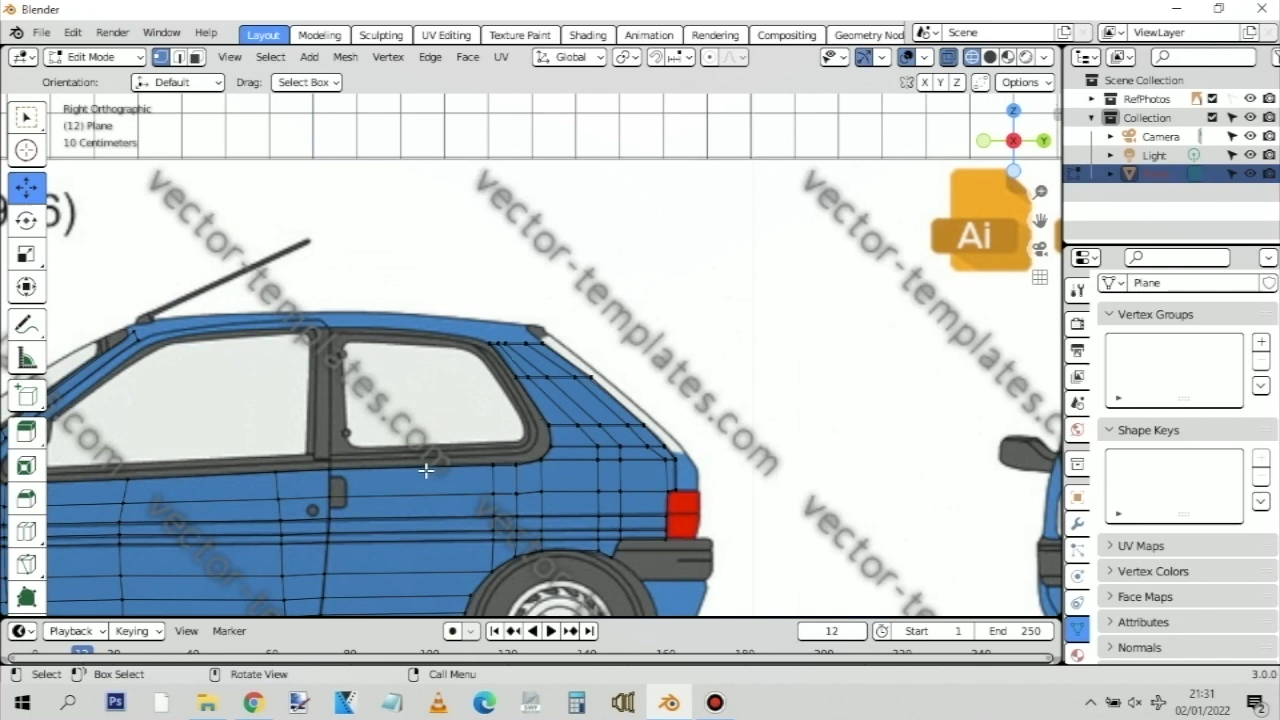 Blender
File Edit Render Window Help
Layout Modeling Sculpting UV Editing Texture Paint Shading Animation Rendering Compositing Geometry Nod
Scene
ViewLayer
Edit Mode
View Select Add Mesh Vertex Edge Face UV
Global
Orientation: Default Drag: Select Box
X Y Z Options
Right Orthographic
(12) Plane
10 Centimeters
Z
X
Y
6)
vector-templates.com
vector-templates.com
vector-templates.com
Ai
Scene Collection
RefPhotos
Collection
Camera
Light
Plane
Vertex Groups
Shape Keys
UV Maps
Vertex Colors
Face Maps
Attributes
Normals
Playback Keying View Marker
12
Start 1
End 250
Select
Box Select
Rotate View
Call Menu
3.0.0
Ps
21:31
02/01/2022
2